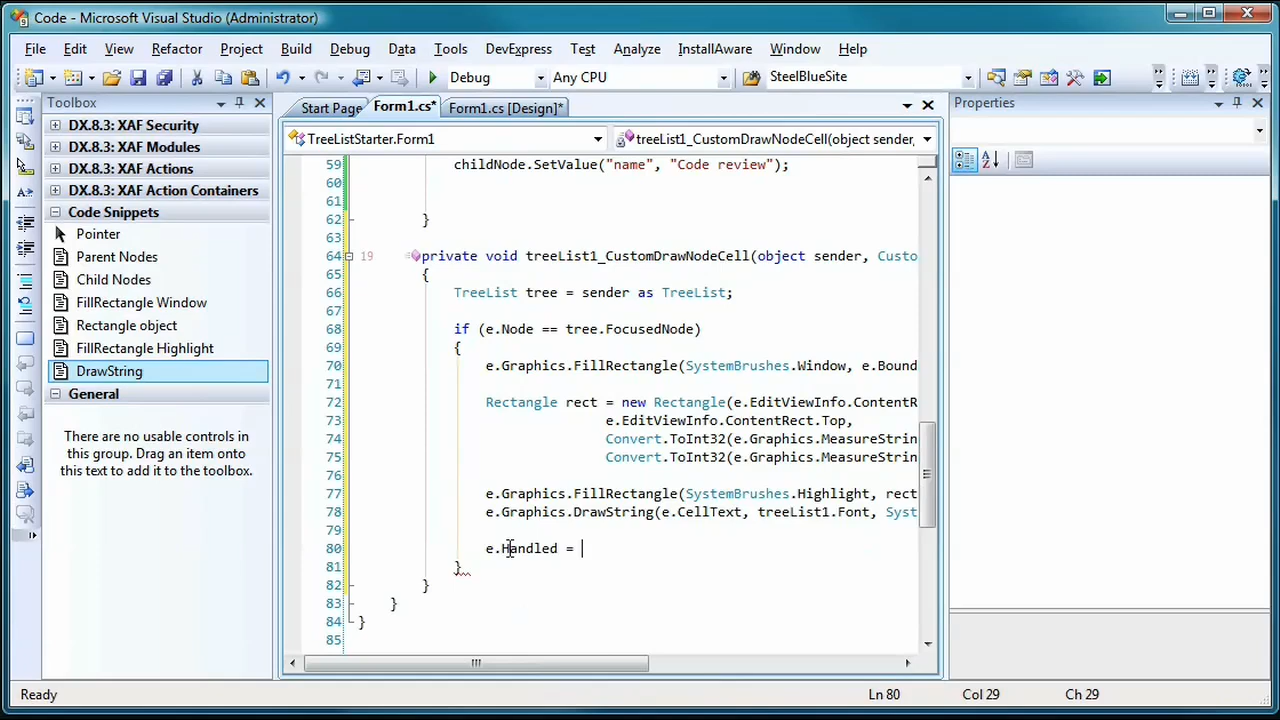 Code - Microsoft Visual Studio (Administrator)
File Edit View Refactor Project Build Debug Data Tools DevExpress Test Analyze InstallAware Window Help
Debug Any CPU SteelBlueSite
Toolbox
DX.8.3: XAF Security
DX.8.3: XAF Modules
DX.8.3: XAF Actions
DX.8.3: XAF Action Containers
Code Snippets
Pointer
Parent Nodes
Child Nodes
FillRectangle Window
Rectangle object
FillRectangle Highlight
DrawString
General
There are no usable controls in
this group. Drag an item onto
this text to add it to the toolbox.
Start Page Form1.cs* Form1.cs [Design]*
TreeListStarter.Form1 treeList1_CustomDrawNodeCell(object sender,
59 childNode.SetValue("name", "Code review");
60
61
62 }
63
64 19 private void treeList1_CustomDrawNodeCell(object sender, Custo
65 {
66 TreeList tree = sender as TreeList;
67
68 if (e.Node == tree.FocusedNode)
69 {
70 e.Graphics.FillRectangle(SystemBrushes.Window, e.Bound
71
72 Rectangle rect = new Rectangle(e.EditViewInfo.ContentR
73 e.EditViewInfo.ContentRect.Top,
74 Convert.ToInt32(e.Graphics.MeasureStrin
75 Convert.ToInt32(e.Graphics.MeasureStrin
76
77 e.Graphics.FillRectangle(SystemBrushes.Highlight, rect
78 e.Graphics.DrawString(e.CellText, treeList1.Font, Syst
79
80 e.Handled =
81 }
82 }
83 }
84 }
85
Properties
Ready Ln 80 Col 29 Ch 29